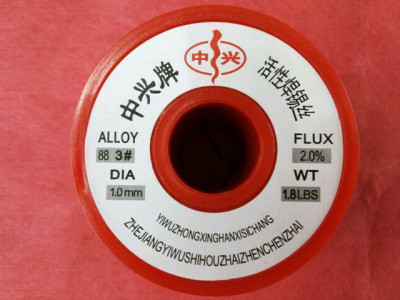 中兴
中兴牌
活性焊锡丝
ALLOY
88 3#
FLUX
2.0%
DIA
1.0mm
WT
1.8LBS
YIWUZHONGXINGHANXISICHANG
ZHEJIANGYIWUSHIHOUZHAIZHENCHENZHAI